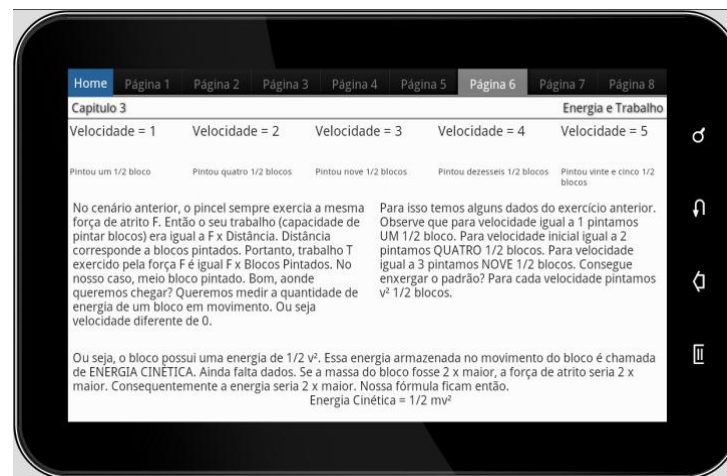 Home Página 1 Página 2 Página 3 Página 4 Página 5 Página 6 Página 7 Página 8
Capitulo 3 Energia e Trabalho
Velocidade = 1 Velocidade = 2 Velocidade = 3 Velocidade = 4 Velocidade = 5
Pintou um 1/2 bloco Pintou quatro 1/2 blocos Pintou nove 1/2 blocos Pintou dezesseis 1/2 blocos Pintou vinte e cinco 1/2
blocos
No cenário anterior, o pincel sempre exercia a mesma
força de atrito F. Então o seu trabalho (capacidade de
pintar blocos) era igual a F x Distância. Distância
corresponde a blocos pintados. Portanto, trabalho T
exercido pela força F é igual F x Blocos Pintados. No
nosso caso, meio bloco pintado. Bom, aonde
queremos chegar? Queremos medir a quantidade de
energia de um bloco em movimento. Ou seja
velocidade diferente de 0.
Para isso temos alguns dados do exercício anterior.
Observe que para velocidade igual a 1 pintamos
UM 1/2 bloco. Para velocidade inicial igual a 2
pintamos QUATRO 1/2 blocos. Para velocidade
igual a 3 pintamos NOVE 1/2 blocos. Consegue
enxergar o padrão? Para cada velocidade pintamos
v² 1/2 blocos.
Ou seja, o bloco possui uma energia de 1/2 v². Essa energia armazenada no movimento do bloco é chamada
de ENERGIA CINÉTICA. Ainda falta dados. Se a massa do bloco fosse 2 x maior, a força de atrito seria 2 x
maior. Consequentemente a energia seria 2 x maior. Nossa fórmula ficam então.
Energia Cinética = 1/2 mv²